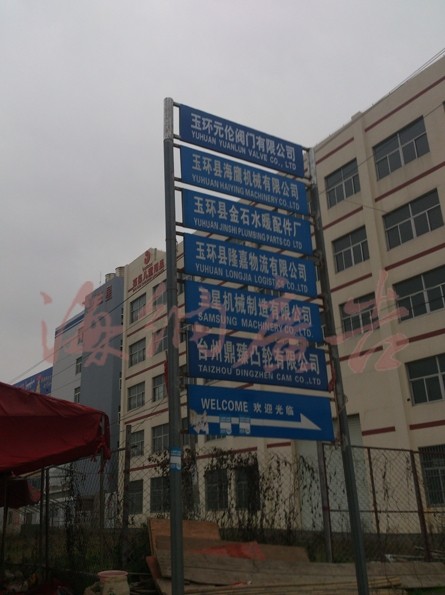 玉环元伦阀门有限公司
YUHUAN YUANLUN VALVE CO., LTD
玉环县海鹰机械有限公司
YUHUAN HAIYING MACHINERY CO., LTD
玉环县金石水暖配件厂
YUHUAN JINSHI PLUMBING PARTS CO., LTD
玉环县隆嘉物流有限公司
YUHUAN LONGJIA LOGISTICS CO., LTD
三星机械制造有限公司
SAMSUNG MACHINERY CO., LTD
台州鼎臻凸轮有限公司
TAIZHOU DINGZHEN CAM CO., LTD
WELCOME 欢迎光临